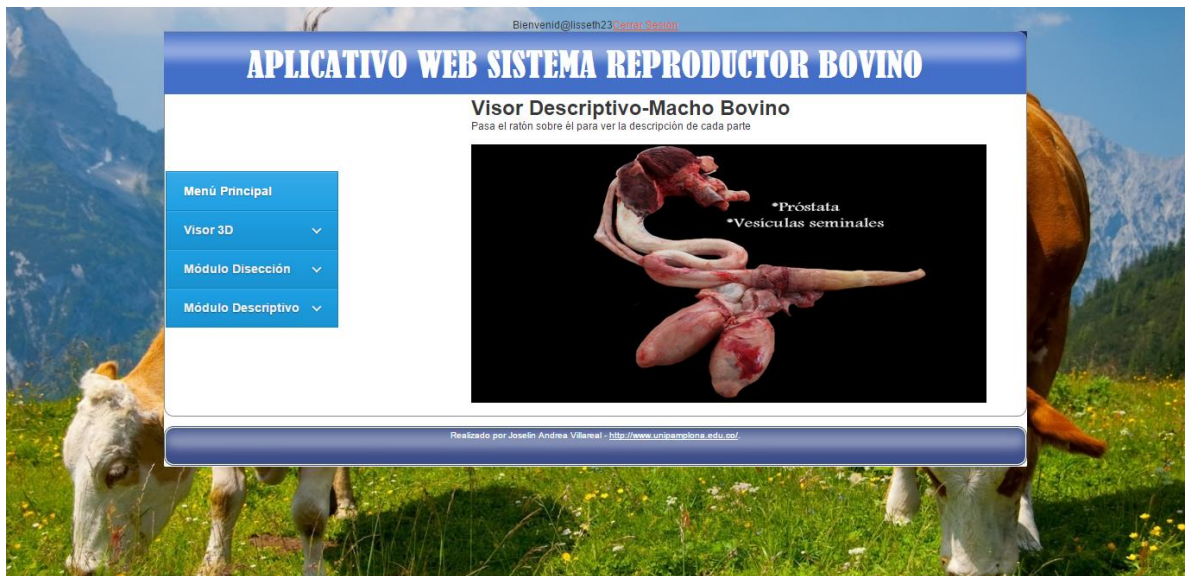 Bienvenid@lisseth23Cerrar Sesión
APLICATIVO WEB SISTEMA REPRODUCTOR BOVINO
Visor Descriptivo-Macho Bovino
Pasa el ratón sobre él para ver la descripción de cada parte
Menú Principal
Visor 3D
Módulo Disección
Módulo Descriptivo
*Próstata
*Vesículas seminales
Realizado por Joselin Andrea Villareal - http://www.unipamplona.edu.co/.